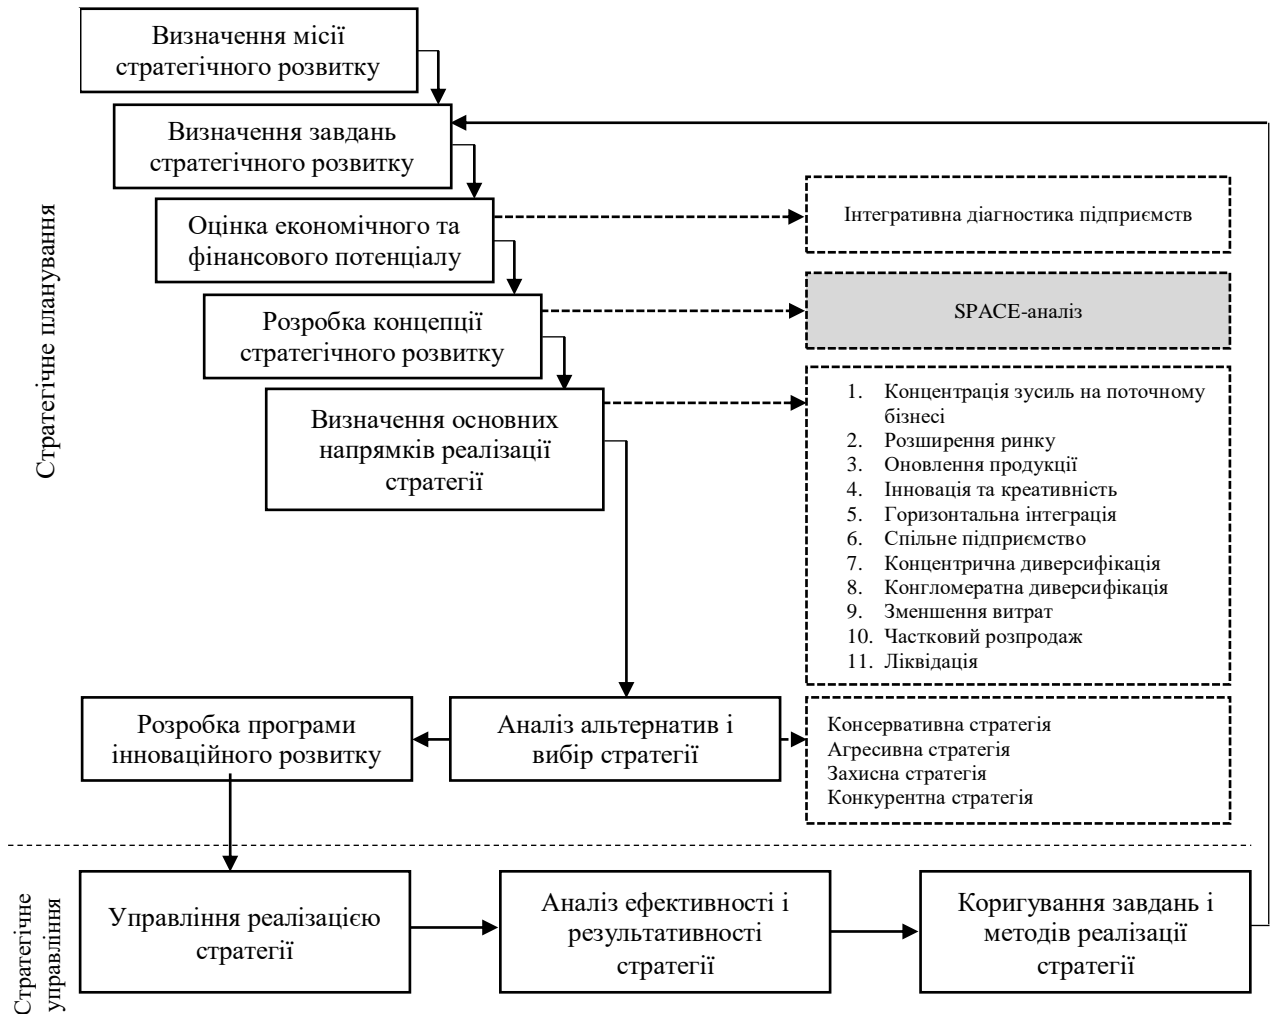 Визначення місії
стратегічного розвитку
Визначення завдань
стратегічного розвитку
Стратегічне планування
Оцінка економічного та
фінансового потенціалу
Інтегративна діагностика підприємств
Розробка концепції
стратегічного розвитку
SPACE-аналіз
Визначення основних
напрямків реалізації
стратегії
1. Концентрація зусиль на поточному
бізнесі
2. Розширення ринку
3. Оновлення продукції
4. Інновація та креативність
5. Горизонтальна інтеграція
6. Спільне підприємство
7. Концентрична диверсифікація
8. Конгломератна диверсифікація
9. Зменшення витрат
10. Частковий розпродаж
11. Ліквідація
Розробка програми
інноваційного розвитку
Аналіз альтернатив і
вибір стратегії
Консервативна стратегія
Агресивна стратегія
Захисна стратегія
Конкурентна стратегія
Стратегічне
управління
Управління реалізацією
стратегії
Аналіз ефективності і
результативності
стратегії
Коригування завдань і
методів реалізації
стратегії